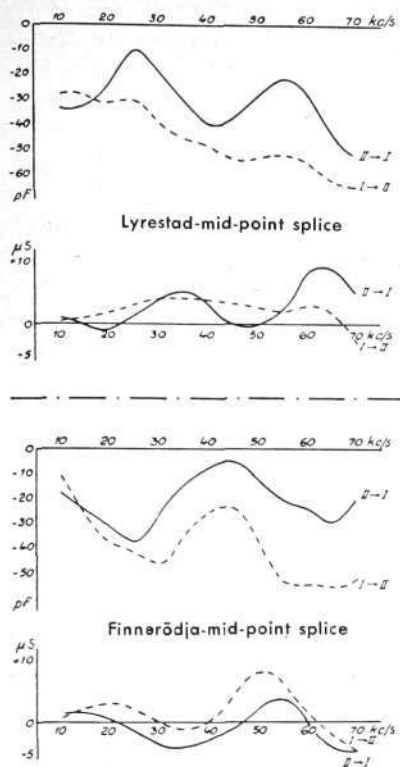 0 10 20 30 40 50 60 70 kc/s
-10
-20
-30
-40
-50
-60
pF
II→I
I→II
Lyrestad-mid-point splice
µS
+10
II→I
0
10 20 30 40 50 60 70 kc/s
I→II
-5
0
10 20 30 40 50 60 70 kc/s
-10
-20
-30
-40
-50
pF
II→I
I→II
Finnerödja-mid-point splice
µS
+10
0
10 20 30 40 50 60 70 kc/s
I→II
-5
II→I